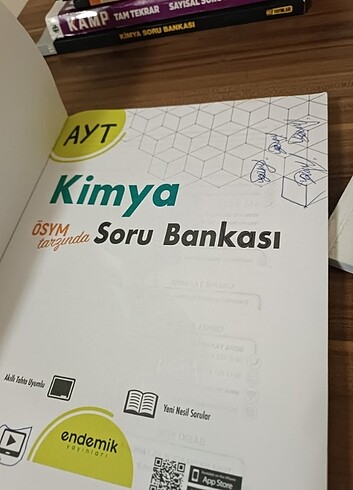 KAMP TAM TEKRAR SAYISAL SORU
KİMYA SORU BANKASI
AYT
Kimya
ÖSYM tarzında Soru Bankası
Akıllı Tahta Uyumlu
Yeni Nesil Sorular
endemik
yayınları
App Store